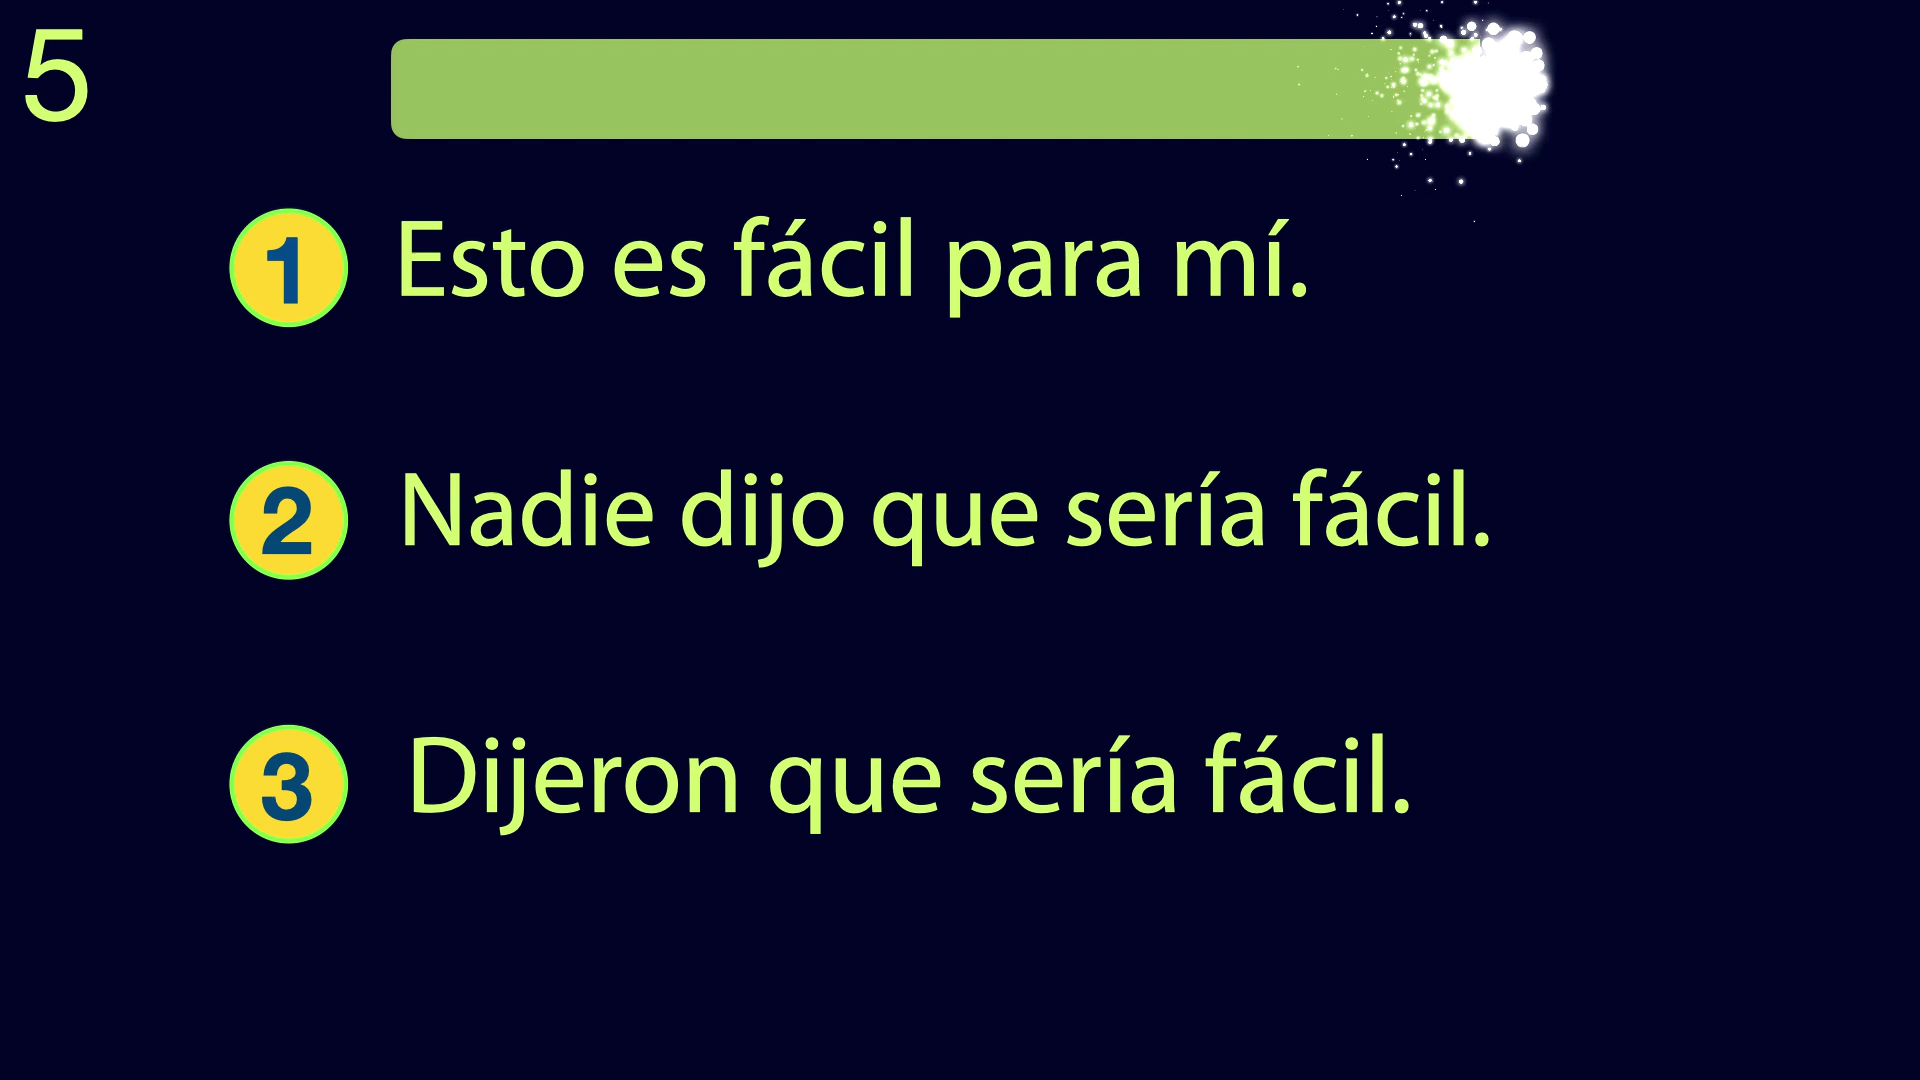 5
1 Esto es fácil para mí.
2 Nadie dijo que sería fácil.
3 Dijeron que sería fácil.